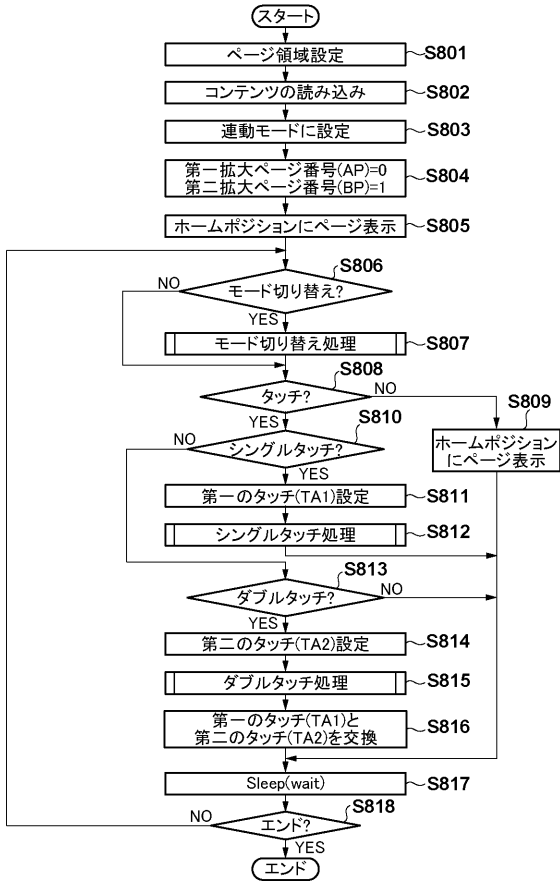 スタート
ページ領域設定
S801
コンテンツの読み込み
S802
連動モードに設定
S803
第一拡大ページ番号(AP)=0
第二拡大ページ番号(BP)=1
S804
ホームポジションにページ表示
S805
S806
NO
モード切り替え?
YES
モード切り替え処理
S807
S808
タッチ?
NO
YES
S809
ホームポジション
にページ表示
S810
NO
シングルタッチ?
YES
第一のタッチ(TA1)設定
S811
シングルタッチ処理
S812
S813
ダブルタッチ?
NO
YES
第二のタッチ(TA2)設定
S814
ダブルタッチ処理
S815
第一のタッチ(TA1)と
第二のタッチ(TA2)を交換
S816
Sleep(wait)
S817
S818
NO
エンド?
YES
エンド